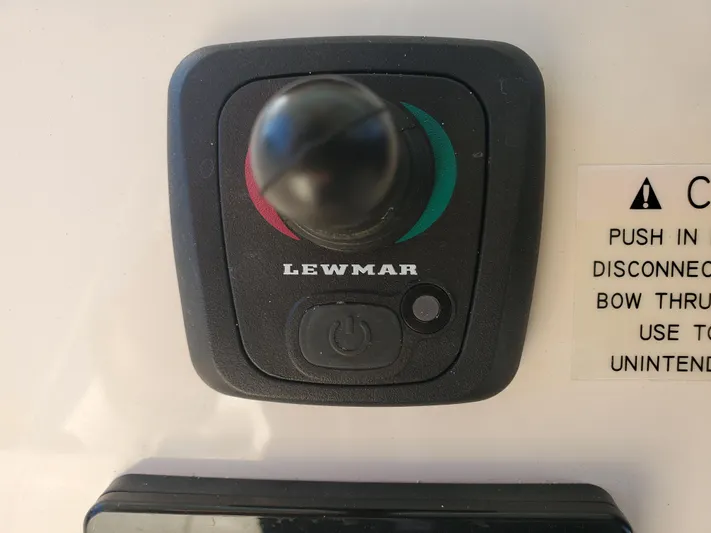 LEWMAR
C
PUSH IN
DISCONNEC
BOW THRU
USE TO
UNINTEND